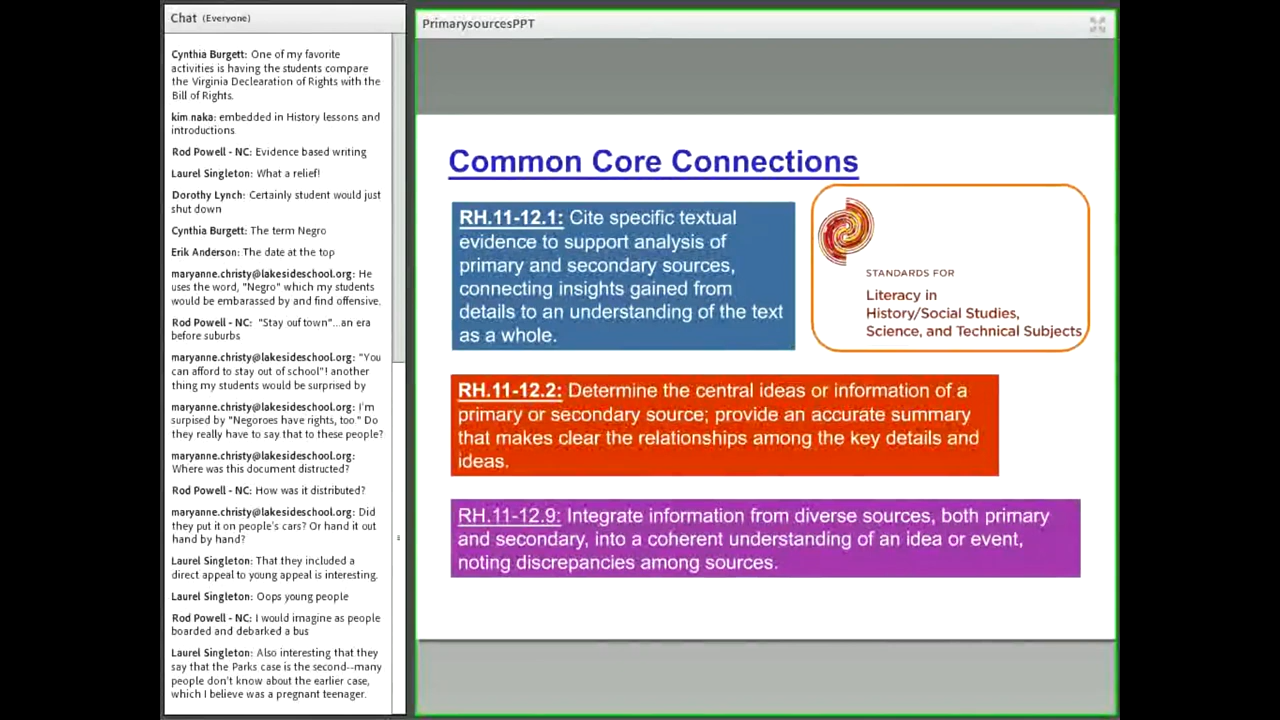 Chat (Everyone)
Cynthia Burgett: One of my favorite
activities is having the students compare
the Virginia Declearation of Rights with the
Bill of Rights.
kim naka: embedded in History lessons and
introductions
Rod Powell - NC: Evidence based writing
Laurel Singleton: What a relief!
Dorothy Lynch: Certainly student would just
shut down
Cynthia Burgett: The term Negro
Erik Anderson: The date at the top
maryanne.christy@lakesideschool.org: He
uses the word, "Negro" which my students
would be embarassed by and find offensive.
Rod Powell - NC: "Stay ouf town"...an era
before suburbs
maryanne.christy@lakesideschool.org: "You
can afford to stay out of school"! another
thing my students would be surprised by
maryanne.christy@lakesideschool.org: I'm
surpised by "Negoroes have rights, too." Do
they really have to say that to these people?
maryanne.christy@lakesideschool.org:
Where was this document distructed?
Rod Powell - NC: How was it distributed?
maryanne.christy@lakesideschool.org: Did
they put it on people's cars? Or hand it out
hand by hand?
Laurel Singleton: That they included a
direct appeal to young appeal is interesting.
Laurel Singleton: Oops young people
Rod Powell - NC: I would imagine as people
boarded and debarked a bus
Laurel Singleton: Also interesting that they
say that the Parks case is the second--many
people don't know about the earlier case,
which I believe was a pregnant teenager.
PrimarysourcesPPT
Common Core Connections
RH.11-12.1: Cite specific textual
evidence to support analysis of
primary and secondary sources,
connecting insights gained from
details to an understanding of the text
as a whole.
STANDARDS FOR
Literacy in
History/Social Studies,
Science, and Technical Subjects
RH.11-12.2: Determine the central ideas or information of a
primary or secondary source; provide an accurate summary
that makes clear the relationships among the key details and
ideas.
RH.11-12.9: Integrate information from diverse sources, both primary
and secondary, into a coherent understanding of an idea or event,
noting discrepancies among sources.